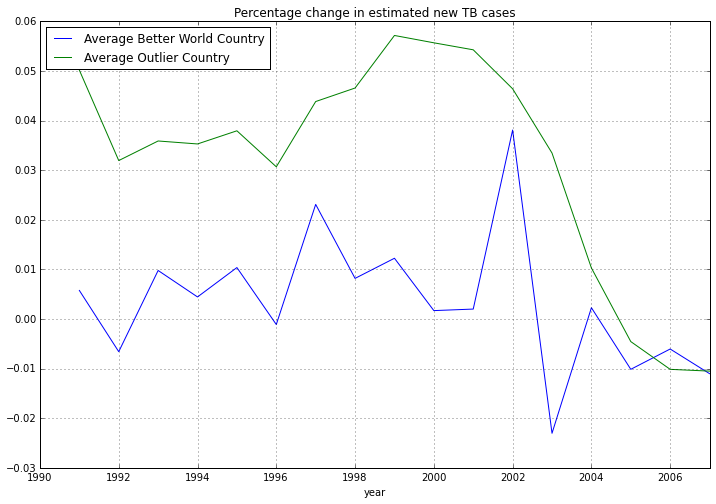 Percentage change in estimated new TB cases
Average Better World Country
Average Outlier Country
0.06
0.05
0.04
0.03
0.02
0.01
0.00
−0.01
−0.02
−0.03
1990 1992 1994 1996 1998 2000 2002 2004 2006
year